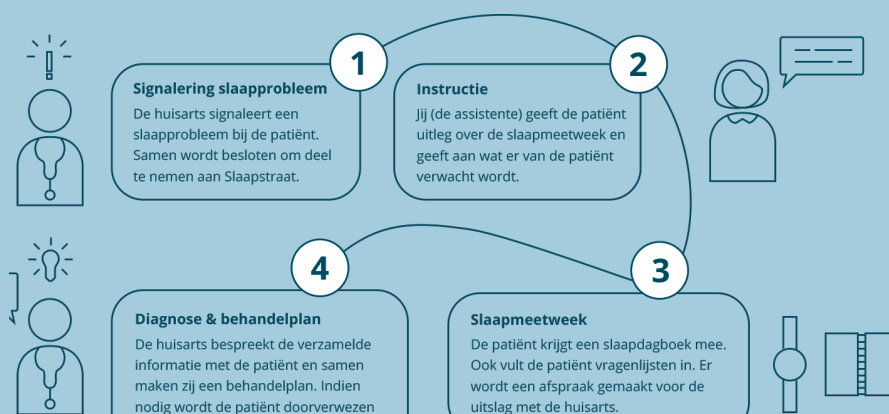 1
Signalering slaapprobleem
De huisarts signaleert een
slaapprobleem bij de patiënt.
Samen wordt besloten om deel
te nemen aan Slaapstraat.
2
Instructie
Jij (de assistente) geeft de patiënt
uitleg over de slaapmeetweek en
geeft aan wat er van de patiënt
verwacht wordt.
3
Slaapmeetweek
De patiënt krijgt een slaapdagboek mee.
Ook vult de patiënt vragenlijsten in. Er
wordt een afspraak gemaakt voor de
uitslag met de huisarts.
4
Diagnose & behandelplan
De huisarts bespreekt de verzamelde
informatie met de patiënt en samen
maken zij een behandelplan. Indien
nodig wordt de patiënt doorverwezen